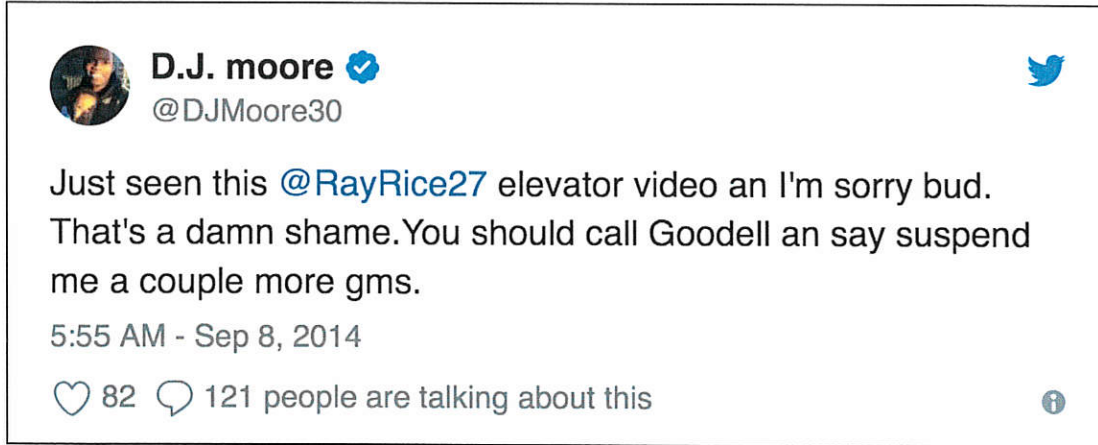 D.J. moore
@DJMoore30
Just seen this @RayRice27 elevator video an I'm sorry bud.
That's a damn shame.You should call Goodell an say suspend
me a couple more gms.
5:55 AM - Sep 8, 2014
82 121 people are talking about this